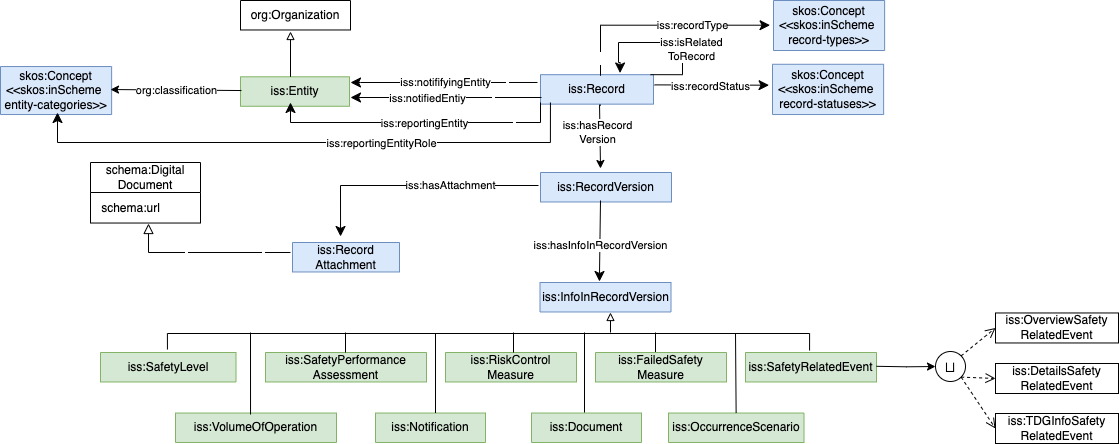 org:Organization
skos:Concept
<<skos:inScheme
record-types>>
iss:recordType
iss:isRelated
ToRecord
skos:Concept
<<skos:inScheme
entity-categories>>
org:classification
iss:Entity
iss:notififyingEntity
iss:notifiedEntiy
iss:Record
iss:recordStatus
skos:Concept
<<skos:inScheme
record-statuses>>
iss:reportingEntity
iss:reportingEntityRole
iss:hasRecord
Version
schema:Digital
Document
schema:url
iss:hasAttachment
iss:RecordVersion
iss:Record
Attachment
iss:hasInfoInRecordVersion
iss:InfoInRecordVersion
iss:SafetyLevel
iss:SafetyPerformance
Assessment
iss:RiskControl
Measure
iss:FailedSafety
Measure
iss:SafetyRelatedEvent
⊔
iss:OverviewSafety
RelatedEvent
iss:DetailsSafety
RelatedEvent
iss:TDGInfoSafety
RelatedEvent
iss:VolumeOfOperation
iss:Notification
iss:Document
iss:OccurrenceScenario